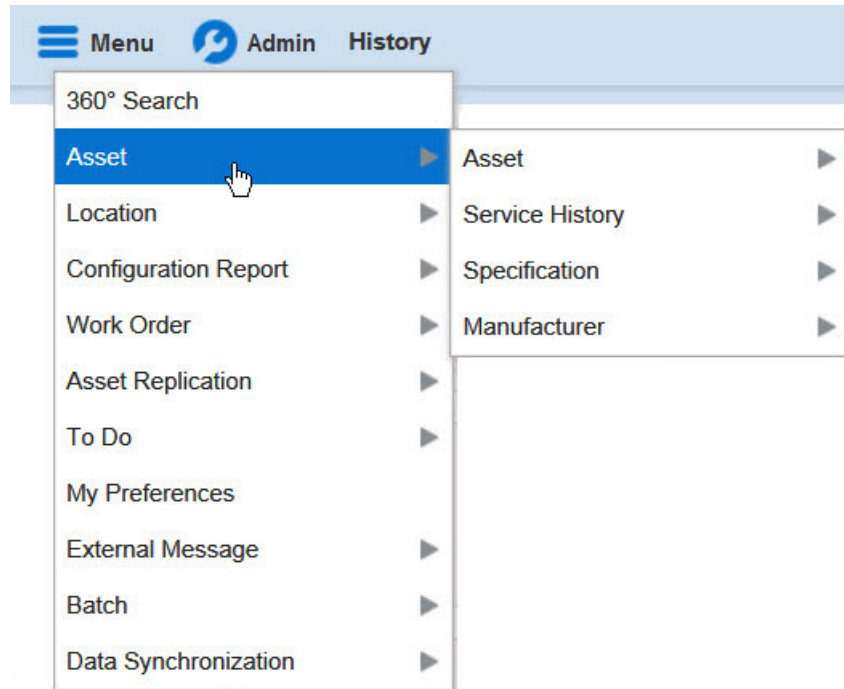 Menu Admin History
360° Search
Asset
Location
Configuration Report
Work Order
Asset Replication
To Do
My Preferences
External Message
Batch
Data Synchronization
Asset
Service History
Specification
Manufacturer